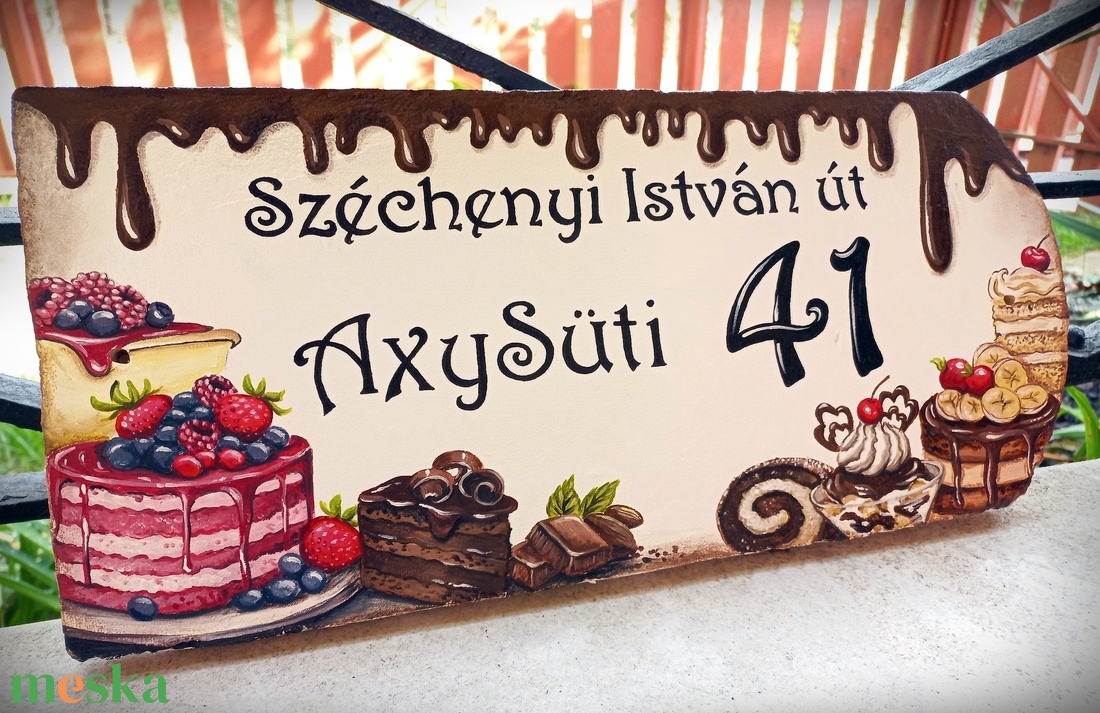 Széchenyi István út
AxySüti 41
meska